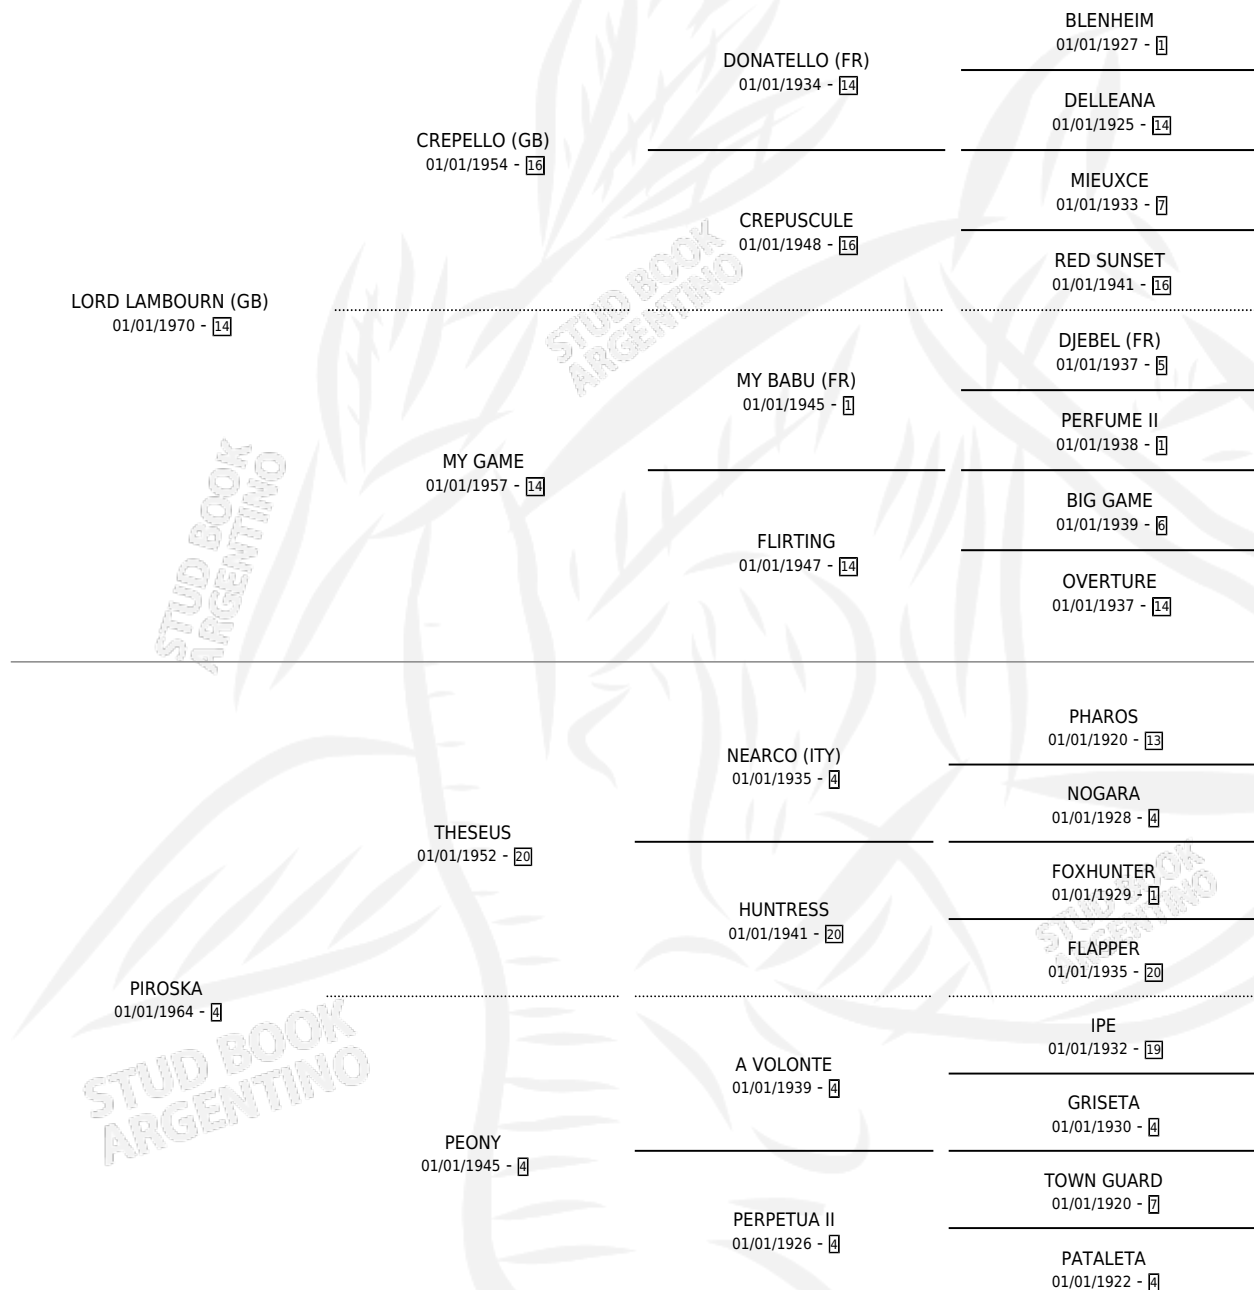 BLENHEIM
01/01/1927 - 1
DONATELLO (FR)
01/01/1934 - 14
DELLEANA
01/01/1925 - 14
CREPELLO (GB)
01/01/1954 - 16
MIEUXCE
01/01/1933 - 7
CREPUSCULE
01/01/1948 - 16
RED SUNSET
01/01/1941 - 16
LORD LAMBOURN (GB)
01/01/1970 - 14
STUD BOOK
ARGENTINO
DJEBEL (FR)
01/01/1937 - 5
MY BABU (FR)
01/01/1945 - 1
PERFUME II
01/01/1938 - 1
MY GAME
01/01/1957 - 14
BIG GAME
01/01/1939 - 6
FLIRTING
01/01/1947 - 14
OVERTURE
01/01/1937 - 14
STUD BOOK
ARGENTINO
PHAROS
01/01/1920 - 13
NEARCO (ITY)
01/01/1935 - 4
NOGARA
01/01/1928 - 4
THESEUS
01/01/1952 - 20
FOXHUNTER
01/01/1929 - 1
HUNTRESS
01/01/1941 - 20
STUD BOOK
ARGENTINO
FLAPPER
01/01/1935 - 20
PIROSKA
01/01/1964 - 4
IPE
01/01/1932 - 19
A VOLONTE
01/01/1939 - 4
STUD BOOK
ARGENTINO
GRISETA
01/01/1930 - 4
PEONY
01/01/1945 - 4
TOWN GUARD
01/01/1920 - 7
PERPETUA II
01/01/1926 - 4
PATALETA
01/01/1922 - 4